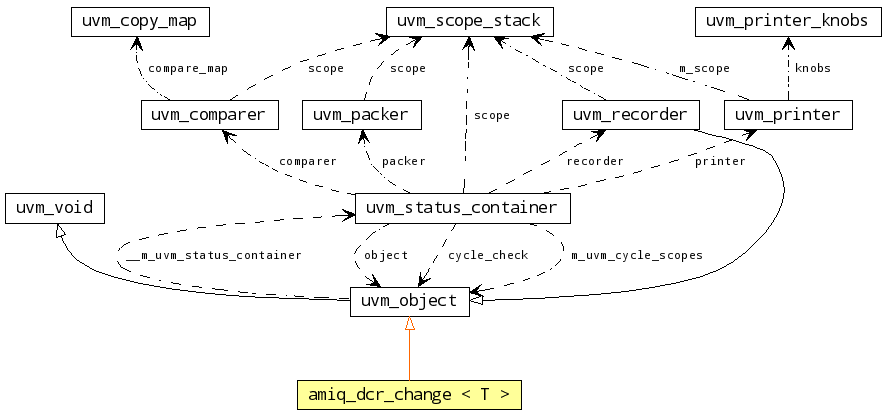 uvm_copy_map
uvm_scope_stack
uvm_printer_knobs
compare_map
scope
scope
scope
m_scope
knobs
uvm_comparer
uvm_packer
scope
uvm_recorder
uvm_printer
comparer
packer
recorder
printer
uvm_void
uvm_status_container
__m_uvm_status_container
object
cycle_check
m_uvm_cycle_scopes
uvm_object
amiq_dcr_change < T >